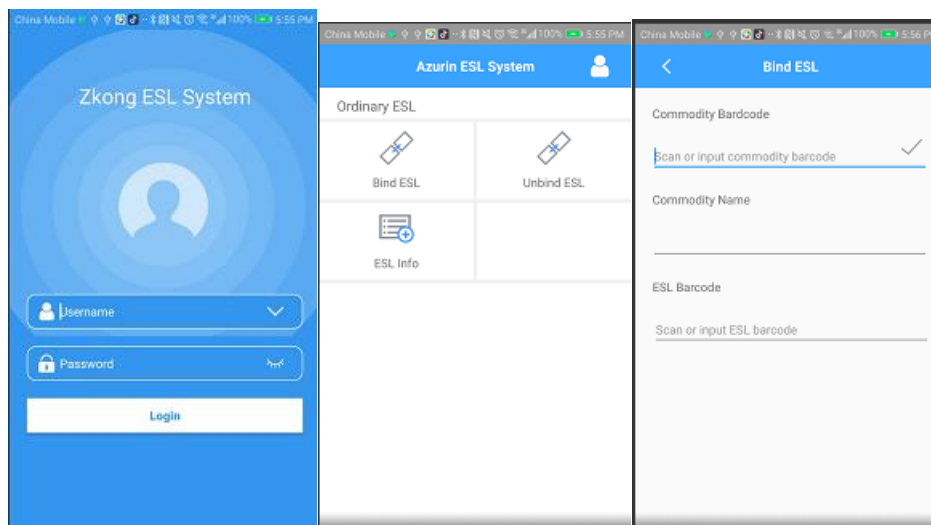 China Mobile 100% 5:55 PM
Zkong ESL System
Username
Password
Login
China Mobile 100% 5:55 PM
Azurin ESL System
Ordinary ESL
Bind ESL
Unbind ESL
ESL Info
China Mobile 100% 5:56 P
Bind ESL
Commodity Bardcode
Scan or input commodity barcode
Commodity Name
ESL Barcode
Scan or input ESL barcode